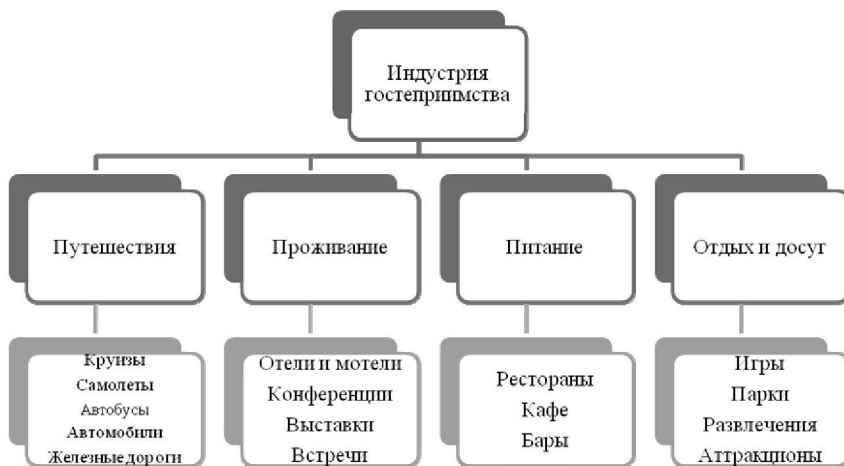 Индустрия
гостеприимства
Путешествия
Проживание
Питание
Отдых и досуг
Круизы
Самолеты
Автобусы
Автомобили
Железные дороги
Отели и мотели
Конференции
Выставки
Встречи
Рестораны
Кафе
Бары
Игры
Парки
Развлечения
Аттракционы